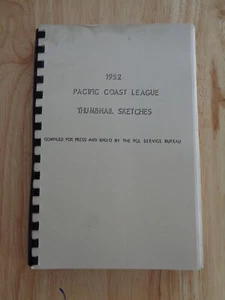 1952
PACIFIC COAST LEAGUE
THUMBNAIL SKETCHES
COMPILED FOR PRESS AND RADIO BY THE PCL SERVICE BUREAU